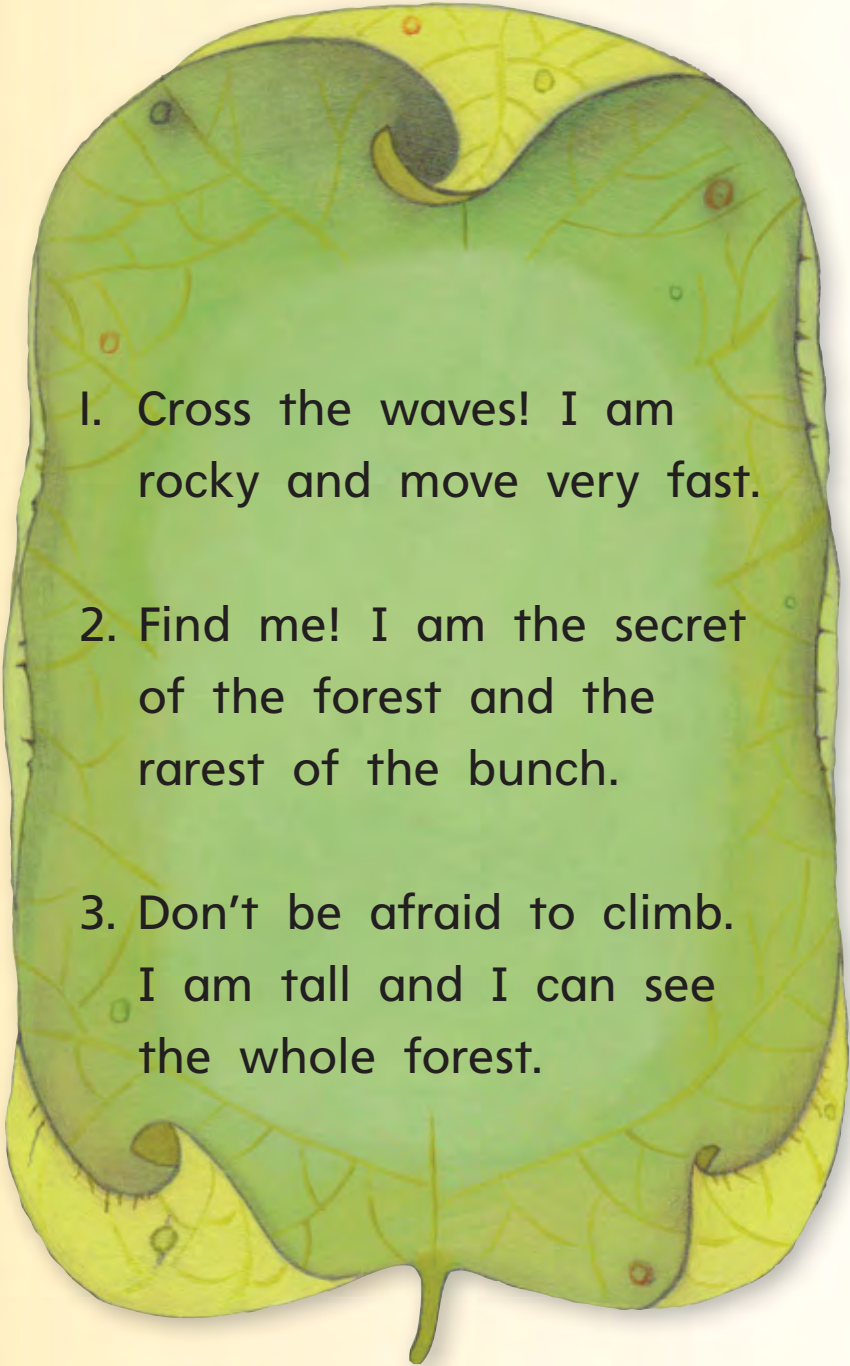 1. Cross the waves! I am
rocky and move very fast.
2. Find me! I am the secret
of the forest and the
rarest of the bunch.
3. Don't be afraid to climb.
I am tall and I can see
the whole forest.